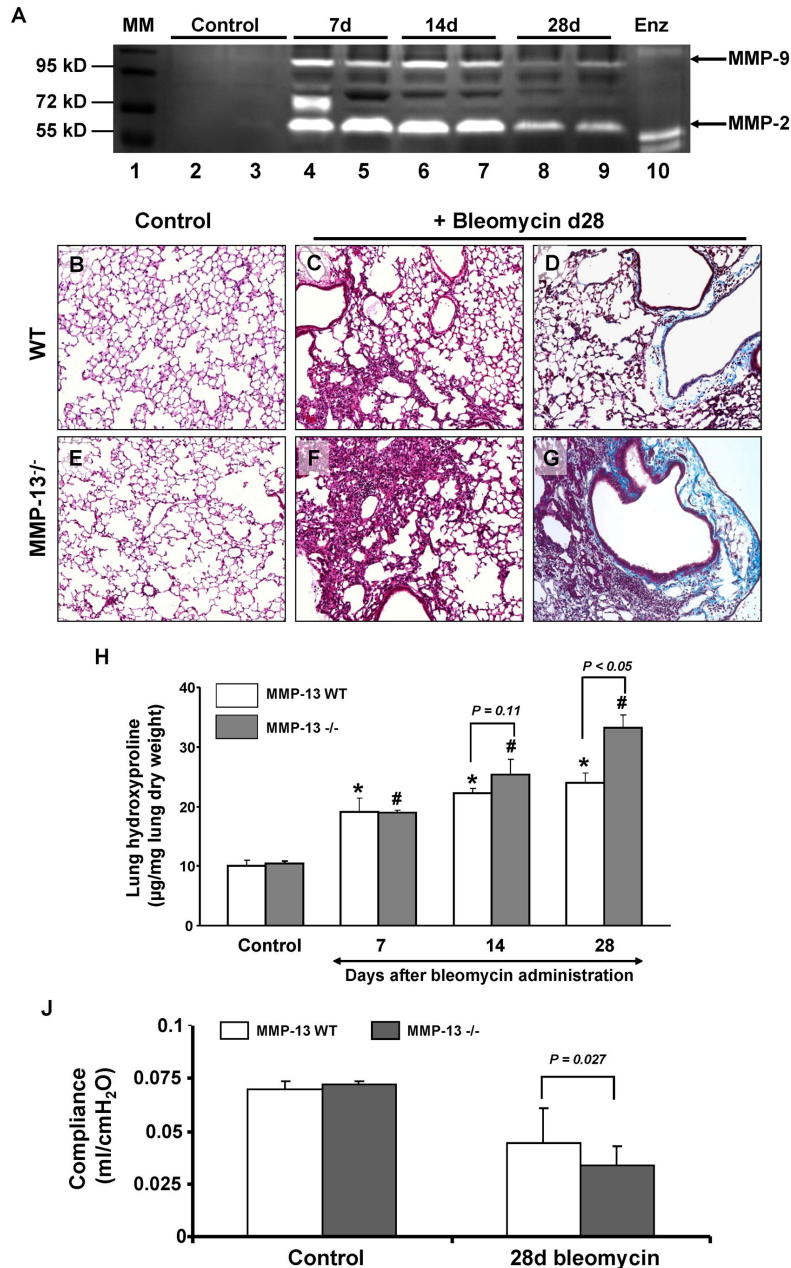 A
MM Control 7d 14d 28d Enz
95 kD
72 kD
55 kD
MMP-9
MMP-2
1 2 3 4 5 6 7 8 9 10
Control + Bleomycin d28
WT
B C D
MMP-13-/-
E F G
H
MMP-13 WT
MMP-13 -/-
P = 0.11
P < 0.05
* # * # * #
Lung hydroxyproline
(µg/mg lung dry weight)
40
30
20
10
0
Control 7 14 28
Days after bleomycin administration
J
MMP-13 WT MMP-13 -/-
P = 0.027
Compliance
(ml/cmH₂O)
0.1
0.075
0.05
0.025
0
Control 28d bleomycin